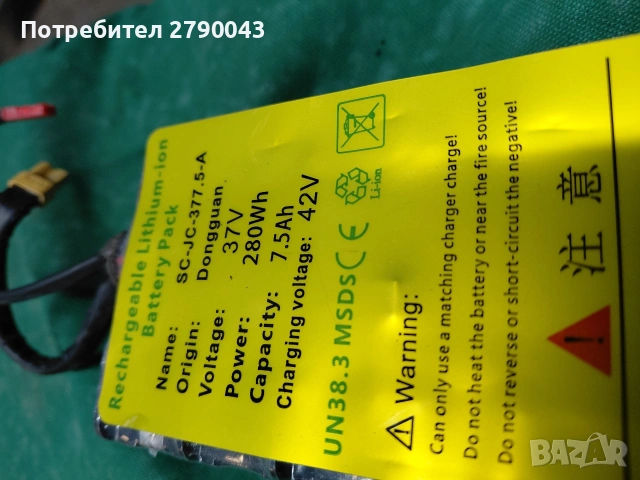 Потребител 2790043
Rechargeable Lithium-ion
Battery Pack
Name: SC-JC-377.5-A
Origin: Dongguan
Voltage: 37V
Power: 280Wh
Capacity: 7.5Ah
Charging voltage: 42V
UN38.3 MSDS CE
Li-ion
Warning:
Can only use a matching charger charge!
Do not heat the battery or near the fire source!
Do not reverse or short-circuit the negative!
注意
BAZAR